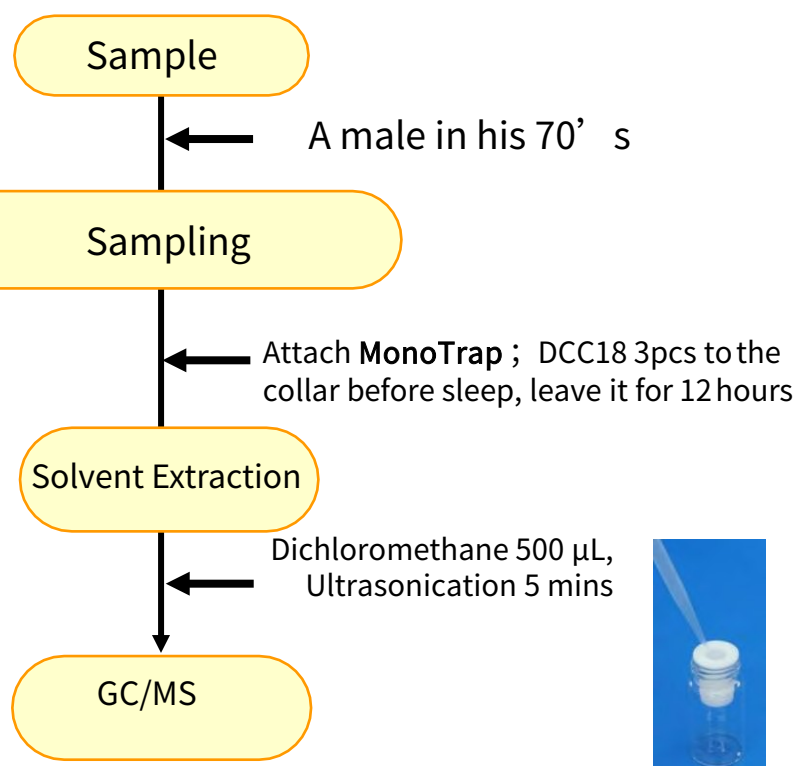 Sample
A male in his 70’s
Sampling
Attach MonoTrap； DCC18 3pcs to the
collar before sleep, leave it for 12 hours
Solvent Extraction
Dichloromethane 500 µL,
Ultrasonication 5 mins
GC/MS